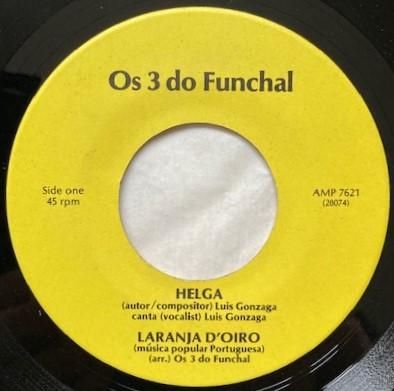 Os 3 do Funchal
Side one
45 rpm
AMP 7621
(28074)
HELGA
(autor/compositor) Luis Gonzaga
canta (vocalist) Luis Gonzaga
LARANJA D'OIRO
(música popular Portuguesa)
(arr.) Os 3 do Funchal